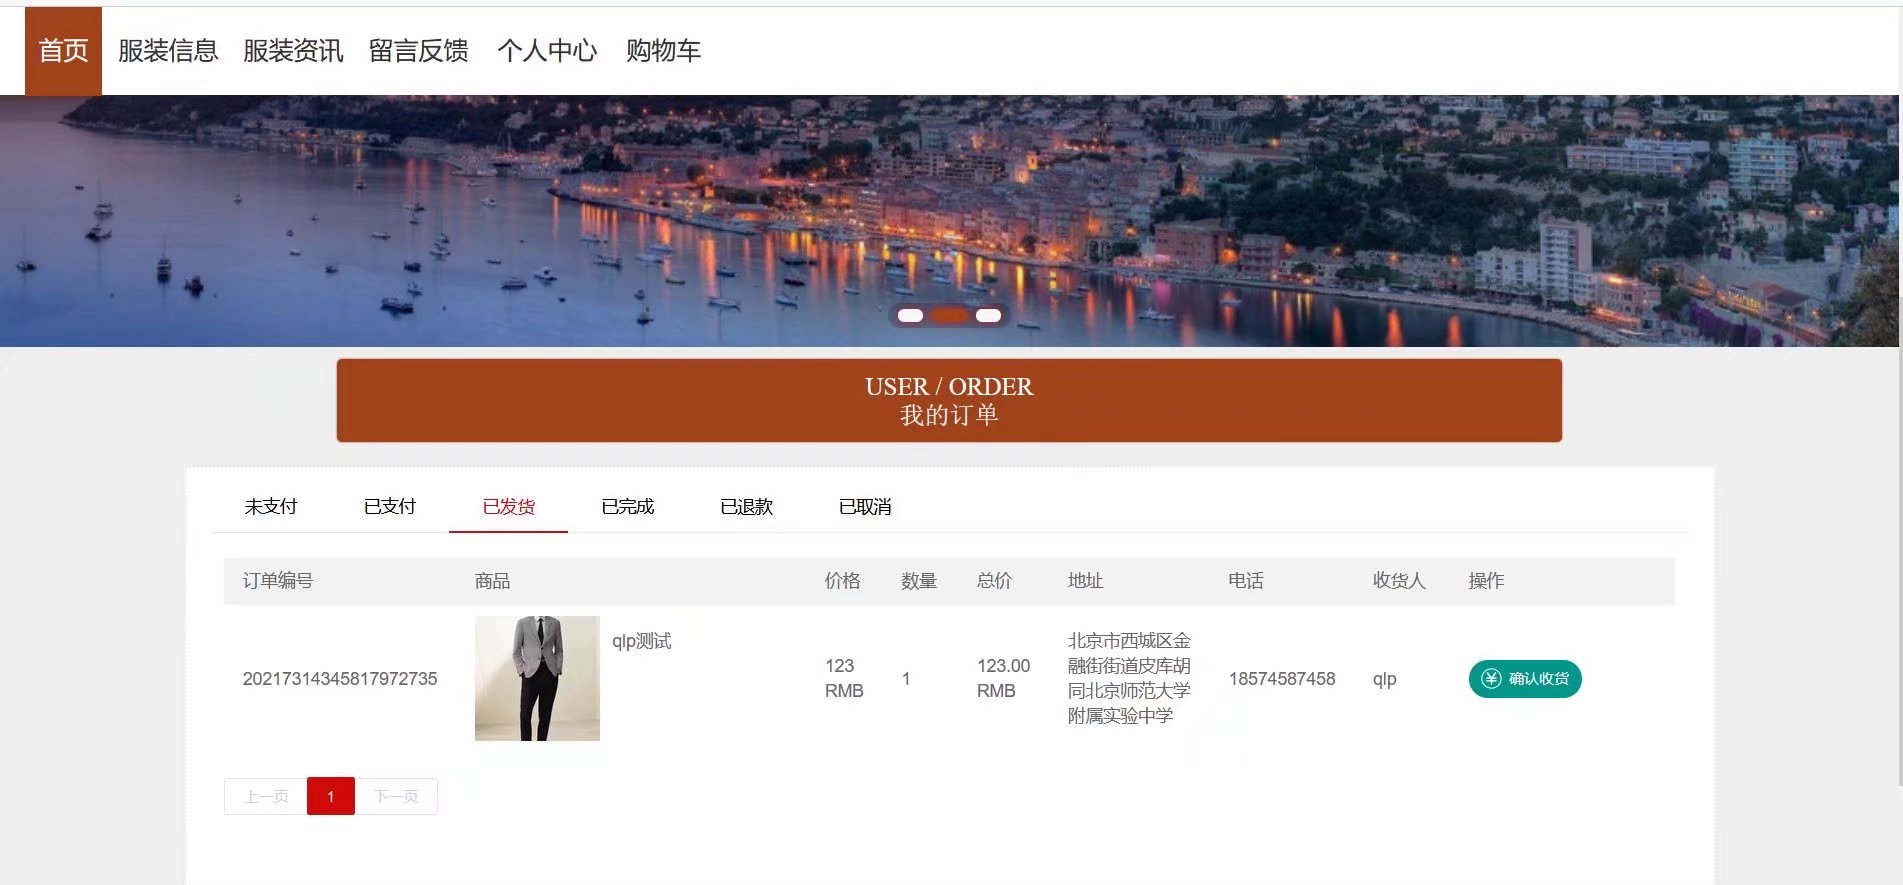 首页 服装信息 服装资讯 留言反馈 个人中心 购物车
USER / ORDER
我的订单
未支付 已支付 已发货 已完成 已退款 已取消
订单编号 商品 价格 数量 总价 地址 电话 收货人 操作
20217314345817972735
qlp测试
123
RMB
1
123.00
RMB
北京市西城区金
融街街道皮库胡
同北京师范大学
附属实验中学
18574587458
qlp
确认收货
上一页 1 下一页